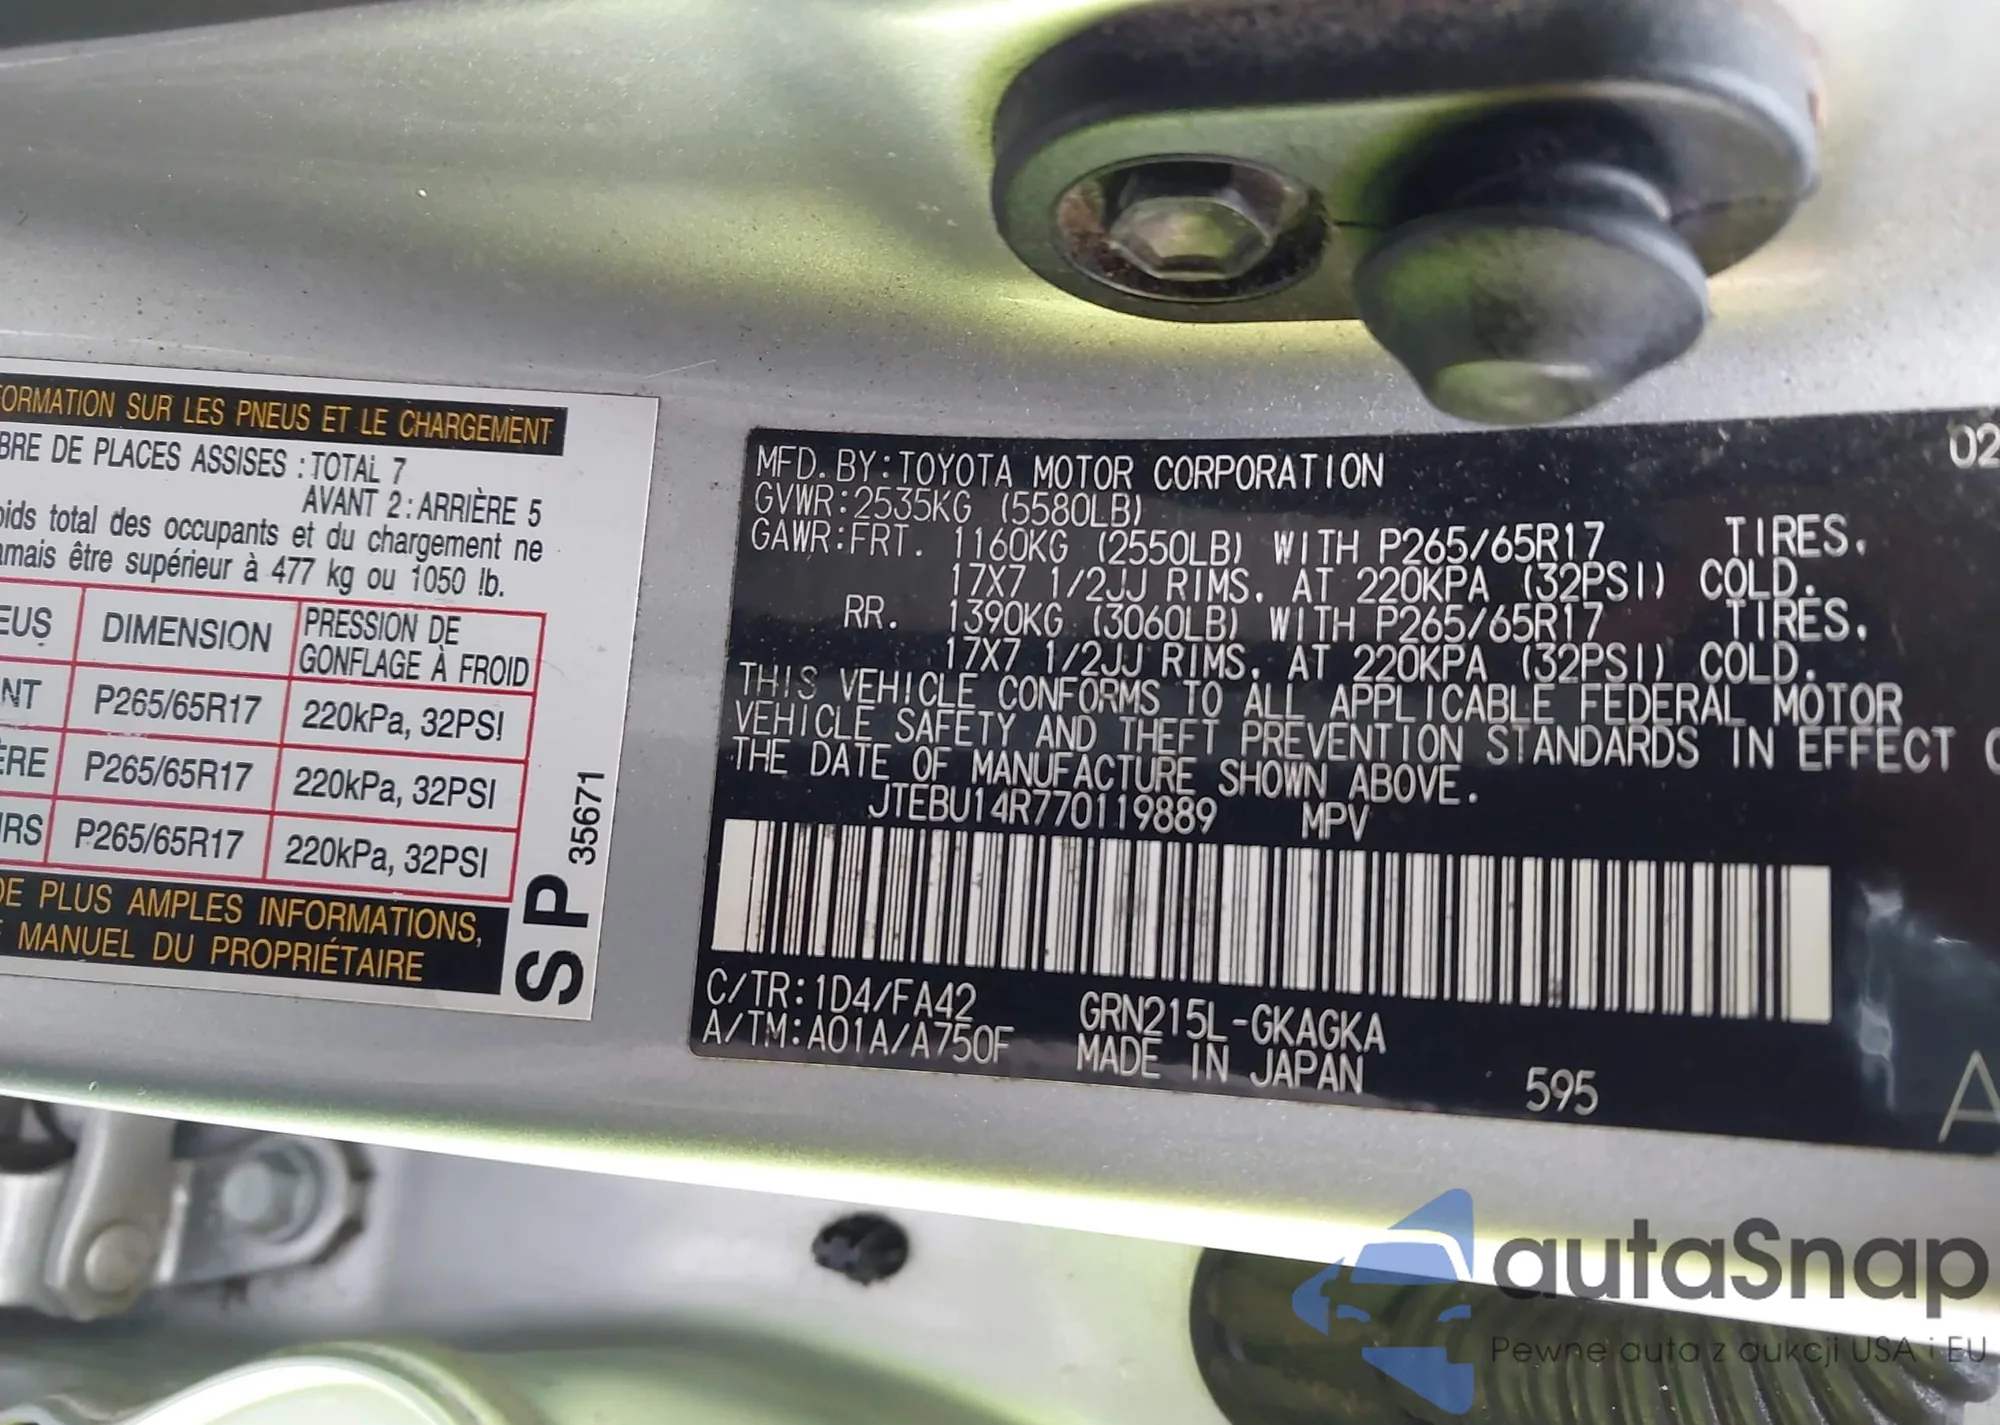 FORMATION SUR LES PNEUS ET LE CHARGEMENT
BRE DE PLACES ASSISES : TOTAL 7
AVANT 2 : ARRIÈRE 5
oids total des occupants et du chargement ne
amais être supérieur à 477 kg ou 1050 lb.
EUS DIMENSION PRESSION DE
GONFLAGE À FROID
NT P265/65R17 220kPa, 32PSI
ÈRE P265/65R17 220kPa, 32PSI
URS P265/65R17 220kPa, 32PSI
DE PLUS AMPLES INFORMATIONS,
E MANUEL DU PROPRIÉTAIRE
SP 35671
02
MFD. BY: TOYOTA MOTOR CORPORATION
GVWR:2535KG (5580LB)
GAWR:FRT. 1160KG (2550LB) WITH P265/65R17 TIRES.
17X7 1/2JJ RIMS. AT 220KPA (32PSI) COLD.
RR. 1390KG (3060LB) WITH P265/65R17 TIRES.
17X7 1/2JJ RIMS. AT 220KPA (32PSI) COLD.
THIS VEHICLE CONFORMS TO ALL APPLICABLE FEDERAL MOTOR
VEHICLE SAFETY AND THEFT PREVENTION STANDARDS IN EFFECT O
THE DATE OF MANUFACTURE SHOWN ABOVE.
JTEBU14R770119889 MPV
C/TR:1D4/FA42 GRN215L-GKAGKA
A/TM:A01A/A750F MADE IN JAPAN 595
A
autaSnap
Pewne auta z aukcji USA i EU